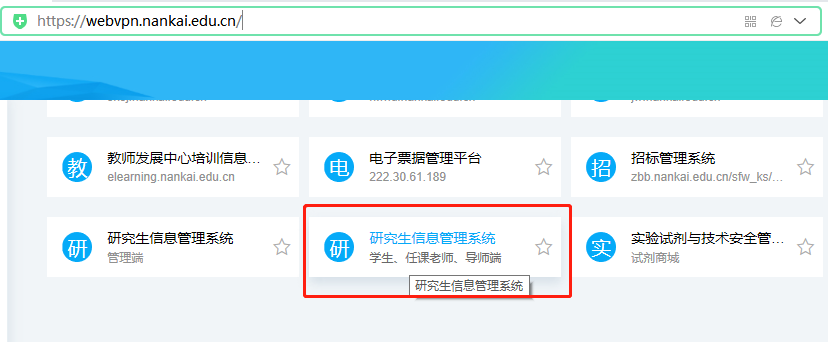 https://webvpn.nankai.edu.cn/
教
教师发展中心培训信息...
elearning.nankai.edu.cn
电
电子票据管理平台
222.30.61.189
招
招标管理系统
zbb.nankai.edu.cn/sfw_ks/...
研
研究生信息管理系统
管理端
研
研究生信息管理系统
学生、任课老师、导师端
研究生信息管理系统
实
实验试剂与技术安全管...
试剂商城